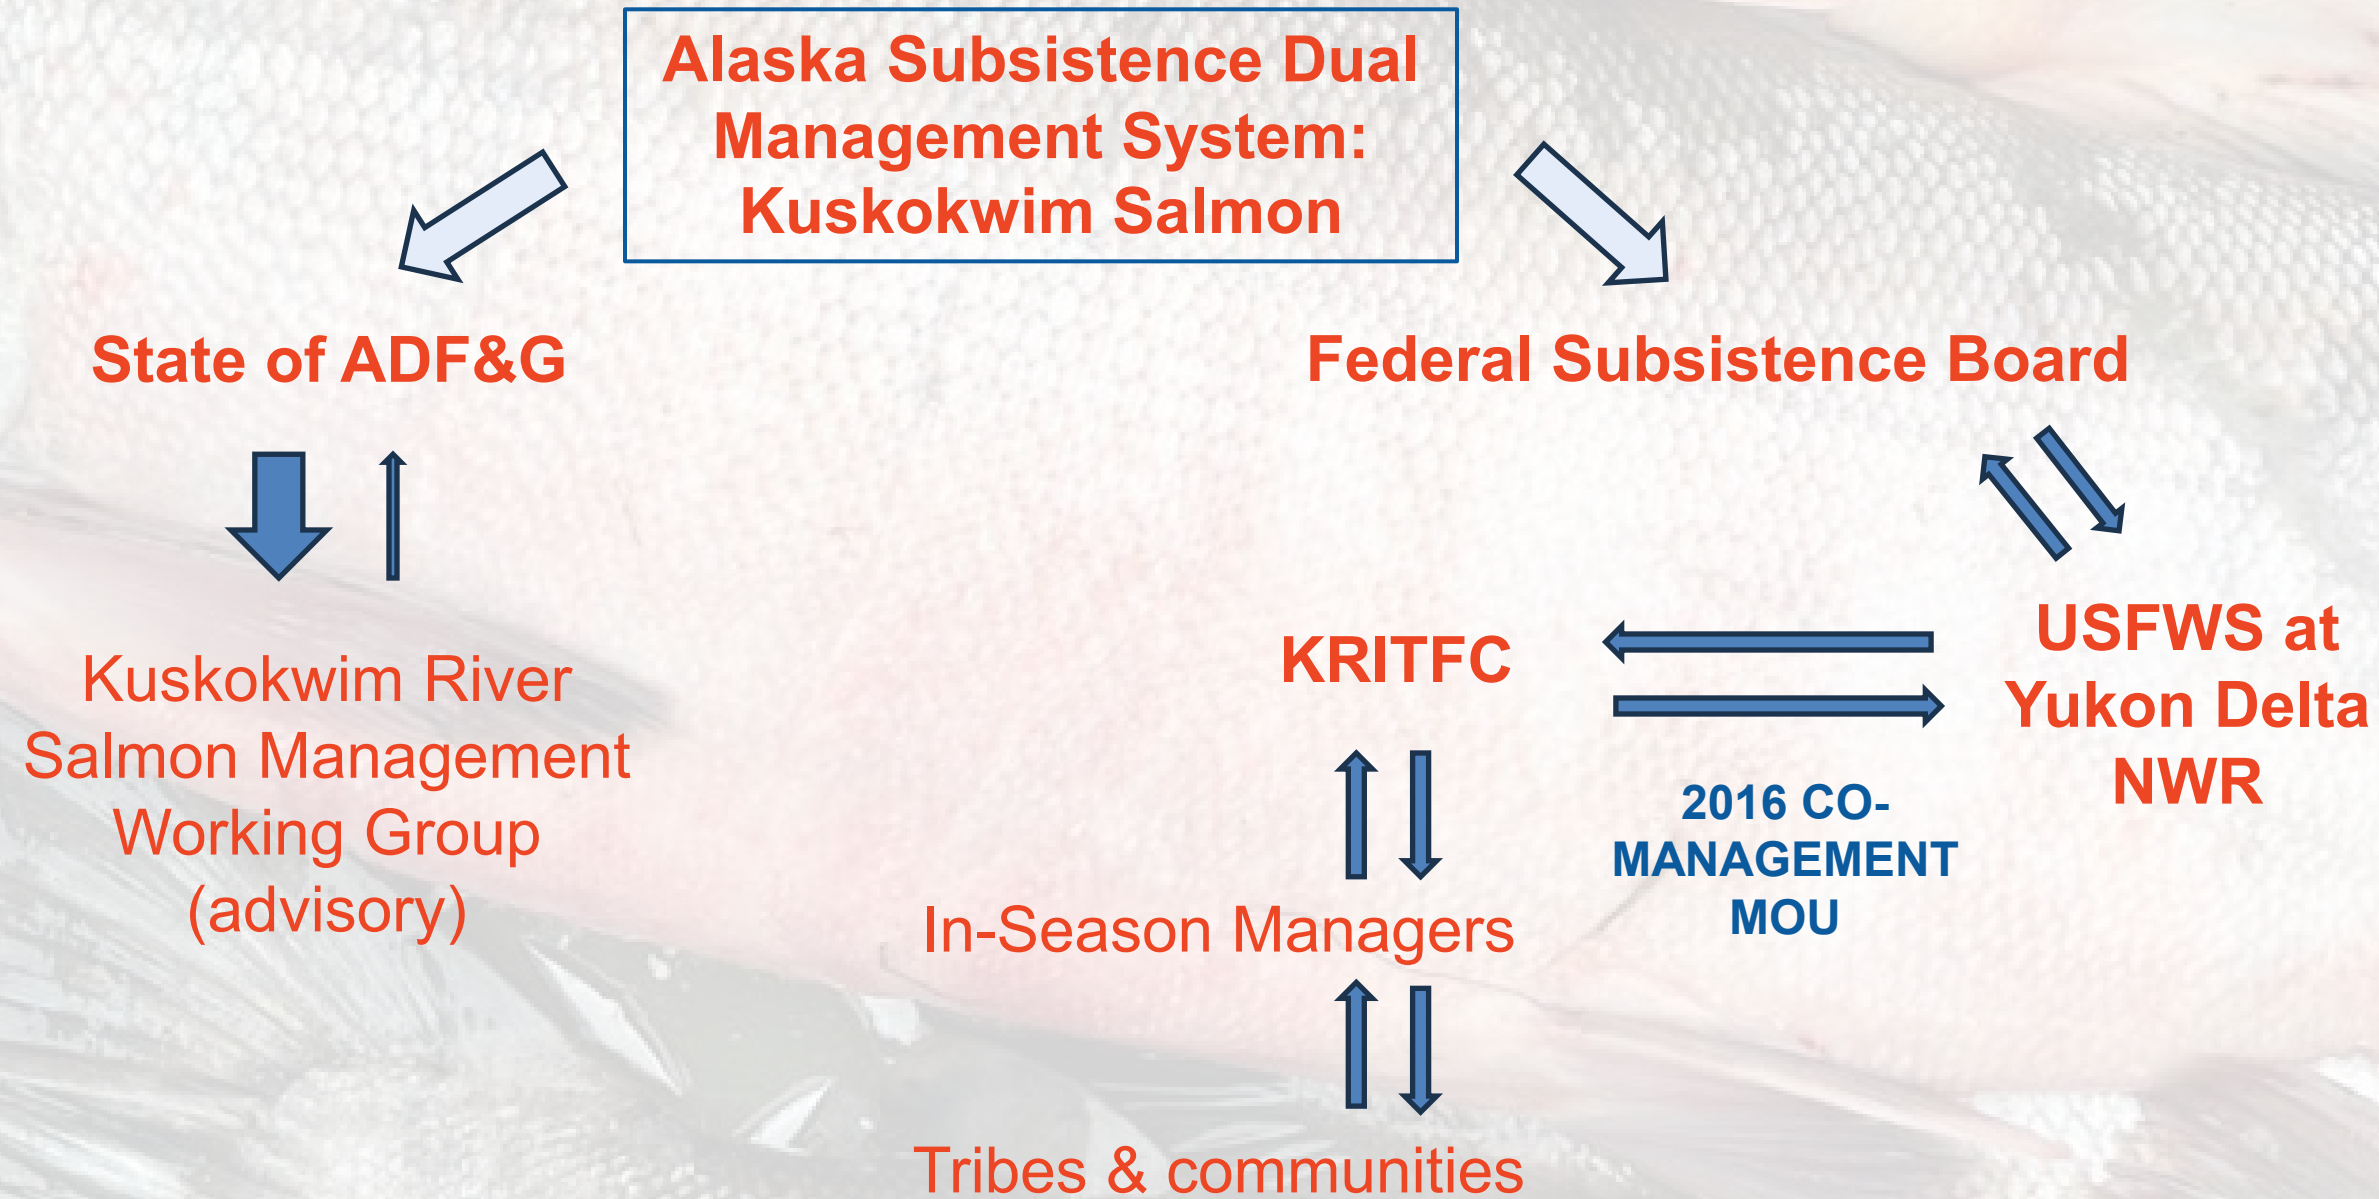 Alaska Subsistence Dual
Management System:
Kuskokwim Salmon
State of ADF&G
Federal Subsistence Board
Kuskokwim River
Salmon Management
Working Group
(advisory)
KRITFC
USFWS at
Yukon Delta
NWR
2016 CO-
MANAGEMENT
MOU
In-Season Managers
Tribes & communities